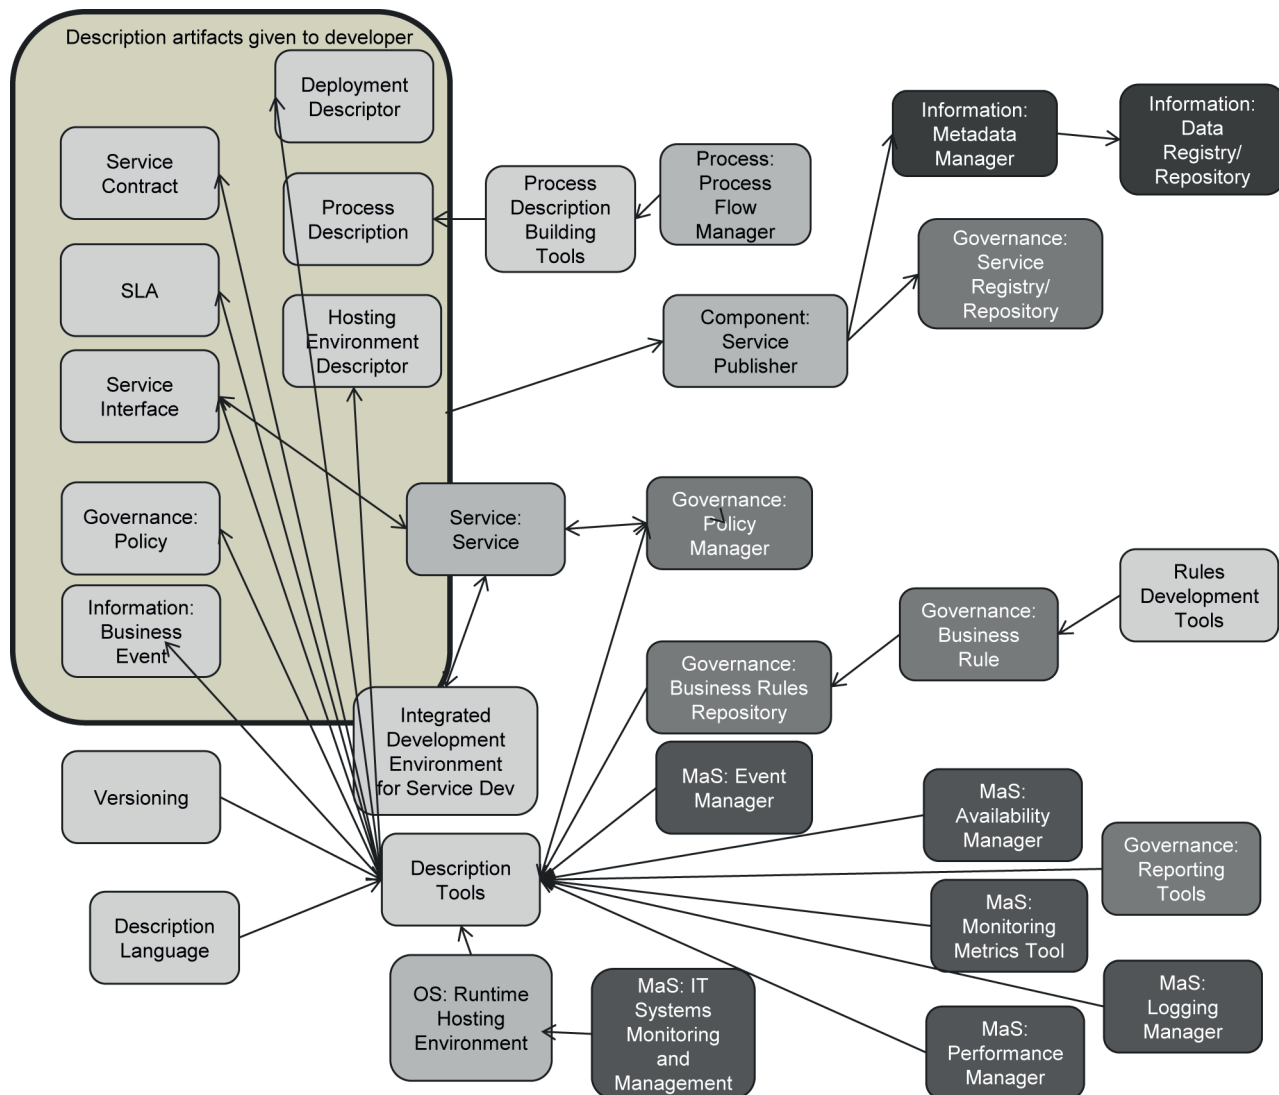 Description artifacts given to developer
Deployment
Descriptor
Service
Contract
Process
Description
SLA
Hosting
Environment
Descriptor
Service
Interface
Governance:
Policy
Information:
Business
Event
Process
Description
Building
Tools
Process:
Process
Flow
Manager
Information:
Metadata
Manager
Information:
Data
Registry/
Repository
Governance:
Service
Registry/
Repository
Component:
Service
Publisher
Service:
Service
Governance:
Policy
Manager
Rules
Development
Tools
Governance:
Business
Rule
Governance:
Business Rules
Repository
Integrated
Development
Environment
for Service Dev
Versioning
MaS: Event
Manager
MaS:
Availability
Manager
Governance:
Reporting
Tools
Description
Tools
MaS:
Monitoring
Metrics Tool
Description
Language
OS: Runtime
Hosting
Environment
MaS: IT
Systems
Monitoring
and
Management
MaS:
Logging
Manager
MaS:
Performance
Manager